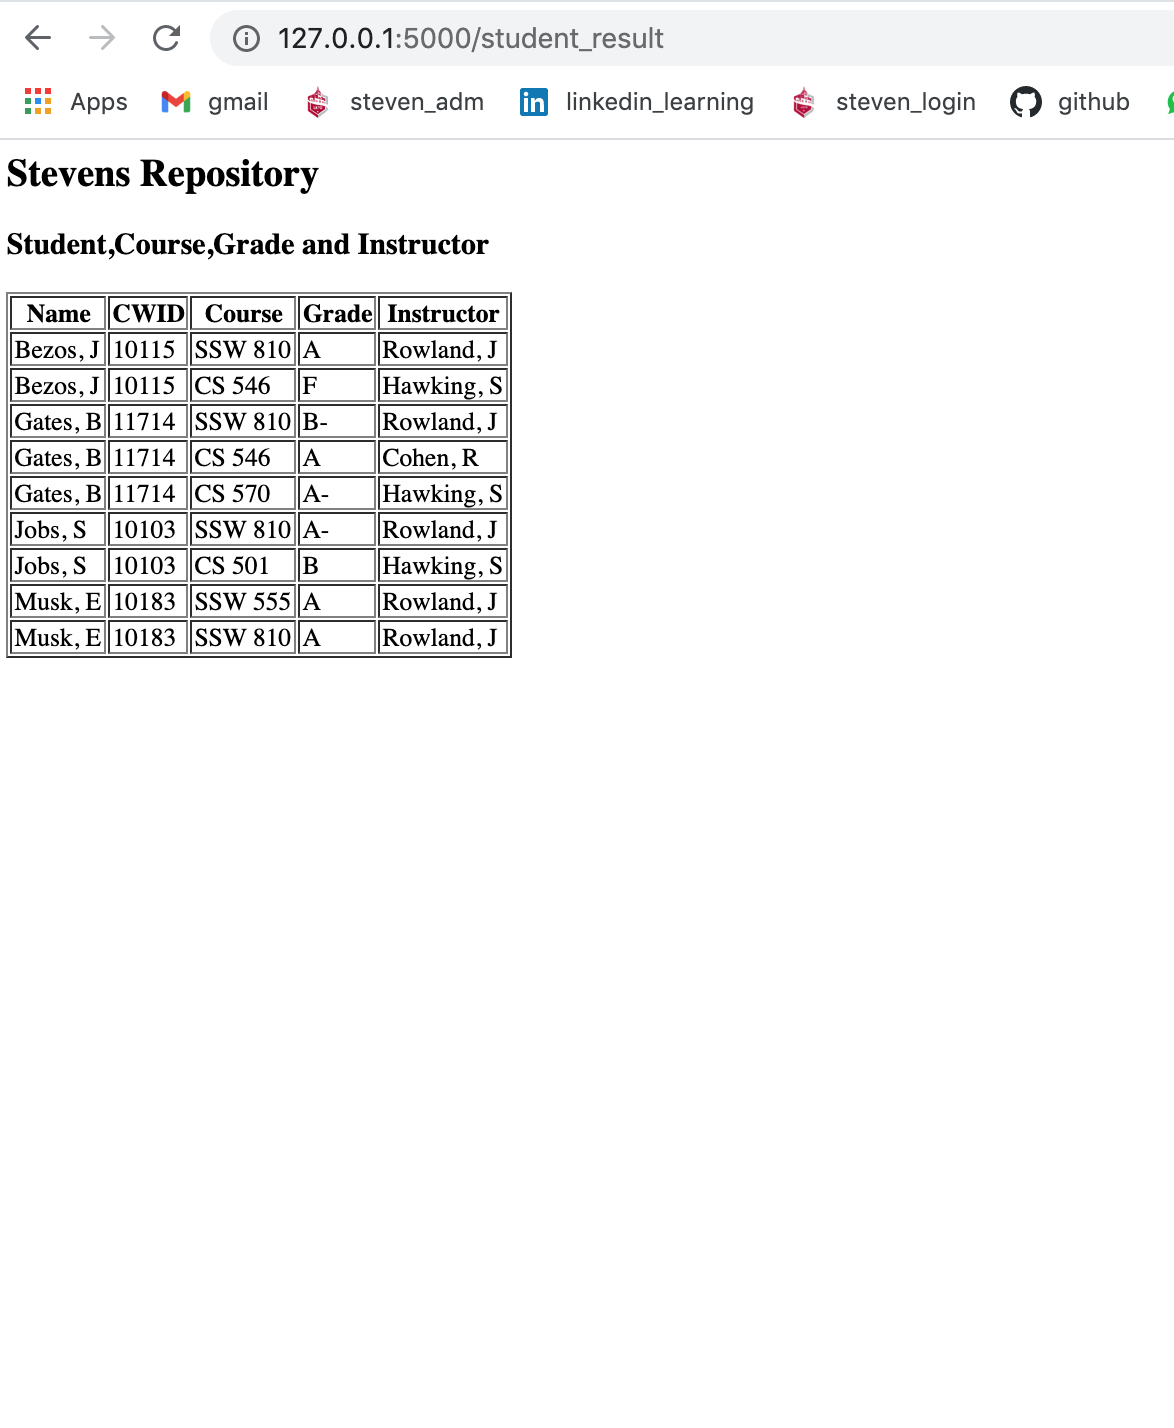 127.0.0.1:5000/student_result
Apps gmail steven_adm linkedin_learning steven_login github
Stevens Repository
Student,Course,Grade and Instructor
Name CWID Course Grade Instructor
Bezos, J 10115 SSW 810 A Rowland, J
Bezos, J 10115 CS 546 F Hawking, S
Gates, B 11714 SSW 810 B- Rowland, J
Gates, B 11714 CS 546 A Cohen, R
Gates, B 11714 CS 570 A- Hawking, S
Jobs, S 10103 SSW 810 A- Rowland, J
Jobs, S 10103 CS 501 B Hawking, S
Musk, E 10183 SSW 555 A Rowland, J
Musk, E 10183 SSW 810 A Rowland, J